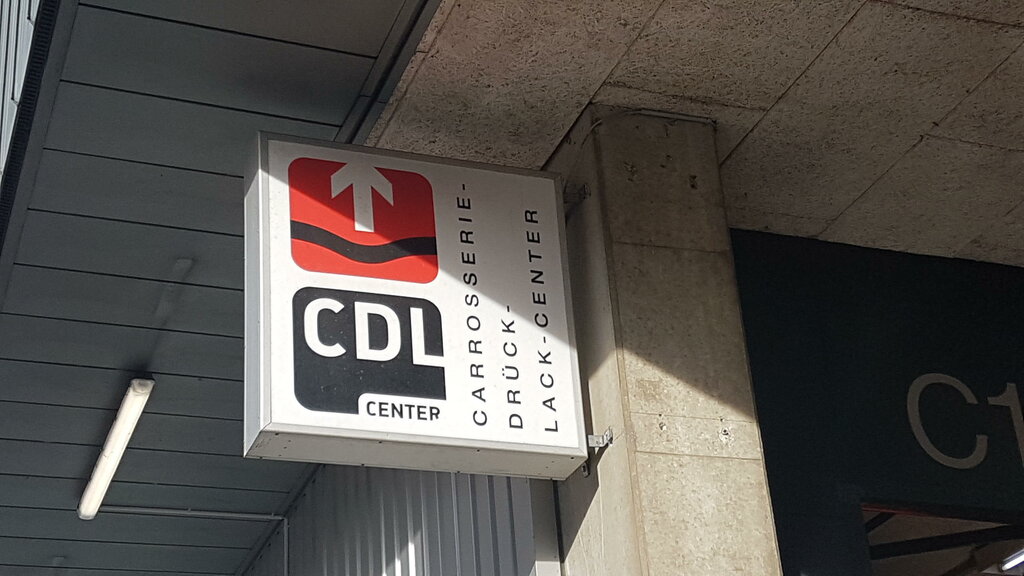 CDL
CENTER
CARROSSERIE-
DRÜCK-
LACK-CENTER
C1